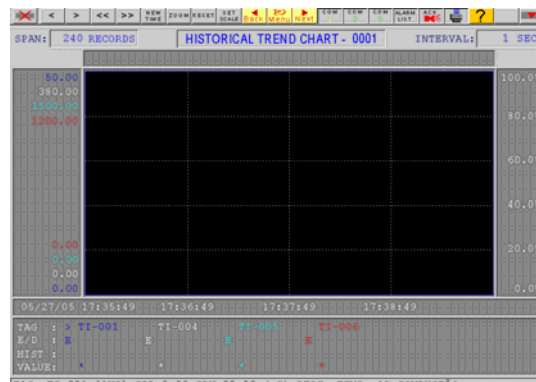 < > << >> NEW TIME ZOOM RESET SET SCALE Back Menu Next COM COM COM ALARM LIST ACK ?
SPAN: 240 RECORDS HISTORICAL TREND CHART - 0001 INTERVAL: 1 SEC
50.00 100.0
380.00
1500.00
1200.00 80.0
60.0
40.0
0.00 20.0
0.00
0.00
0.00 0.0
05/27/05 17:35:49 17:36:49 17:37:49 17:38:49
TAG : > TI-001 TI-004 TI-005 TI-006
E/D : E E E E
HIST :
VALUE: * * * *